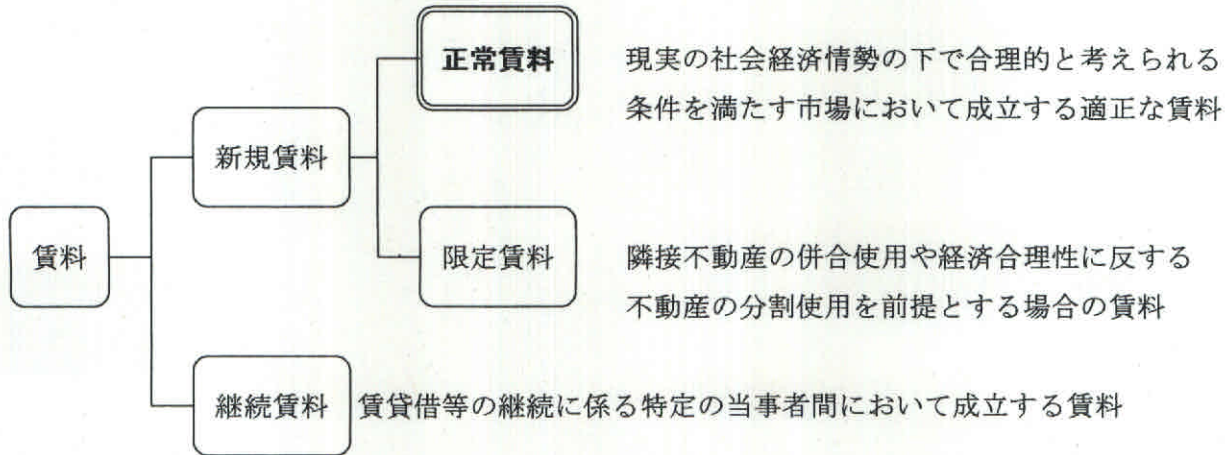 正常賃料
現実の社会経済情勢の下で合理的と考えられる
条件を満たす市場において成立する適正な賃料
新規賃料
賃料
限定賃料
隣接不動産の併合使用や経済合理性に反する
不動産の分割使用を前提とする場合の賃料
継続賃料
賃貸借等の継続に係る特定の当事者間において成立する賃料